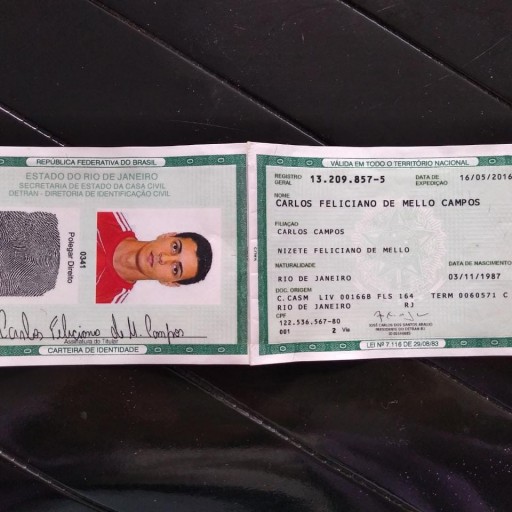 REPÚBLICA FEDERATIVA DO BRASIL
ESTADO DO RIO DE JANEIRO
SECRETARIA DE ESTADO DA CASA CIVIL
DETRAN - DIRETORIA DE IDENTIFICAÇÃO CIVIL
0341
Polegar Direito
Carlos Feliciano de M. Campos
Assinatura do Titular
CARTEIRA DE IDENTIDADE
VÁLIDA EM TODO O TERRITÓRIO NACIONAL
REGISTRO GERAL 13.209.857-5 DATA DE EXPEDIÇÃO 16/05/2016
NOME
CARLOS FELICIANO DE MELLO CAMPOS
FILIAÇÃO
CARLOS CAMPOS
NIZETE FELICIANO DE MELLO
NATURALIDADE DATA DE NASCIMENTO
RIO DE JANEIRO 03/11/1987
DOC. ORIGEM
C.CASM LIV 00166B FLS 164 TERM 0060571 C
RIO DE JANEIRO RJ
CPF
122.536.567-80
001 2 Via
LEI Nº 7.116 DE 29/08/83